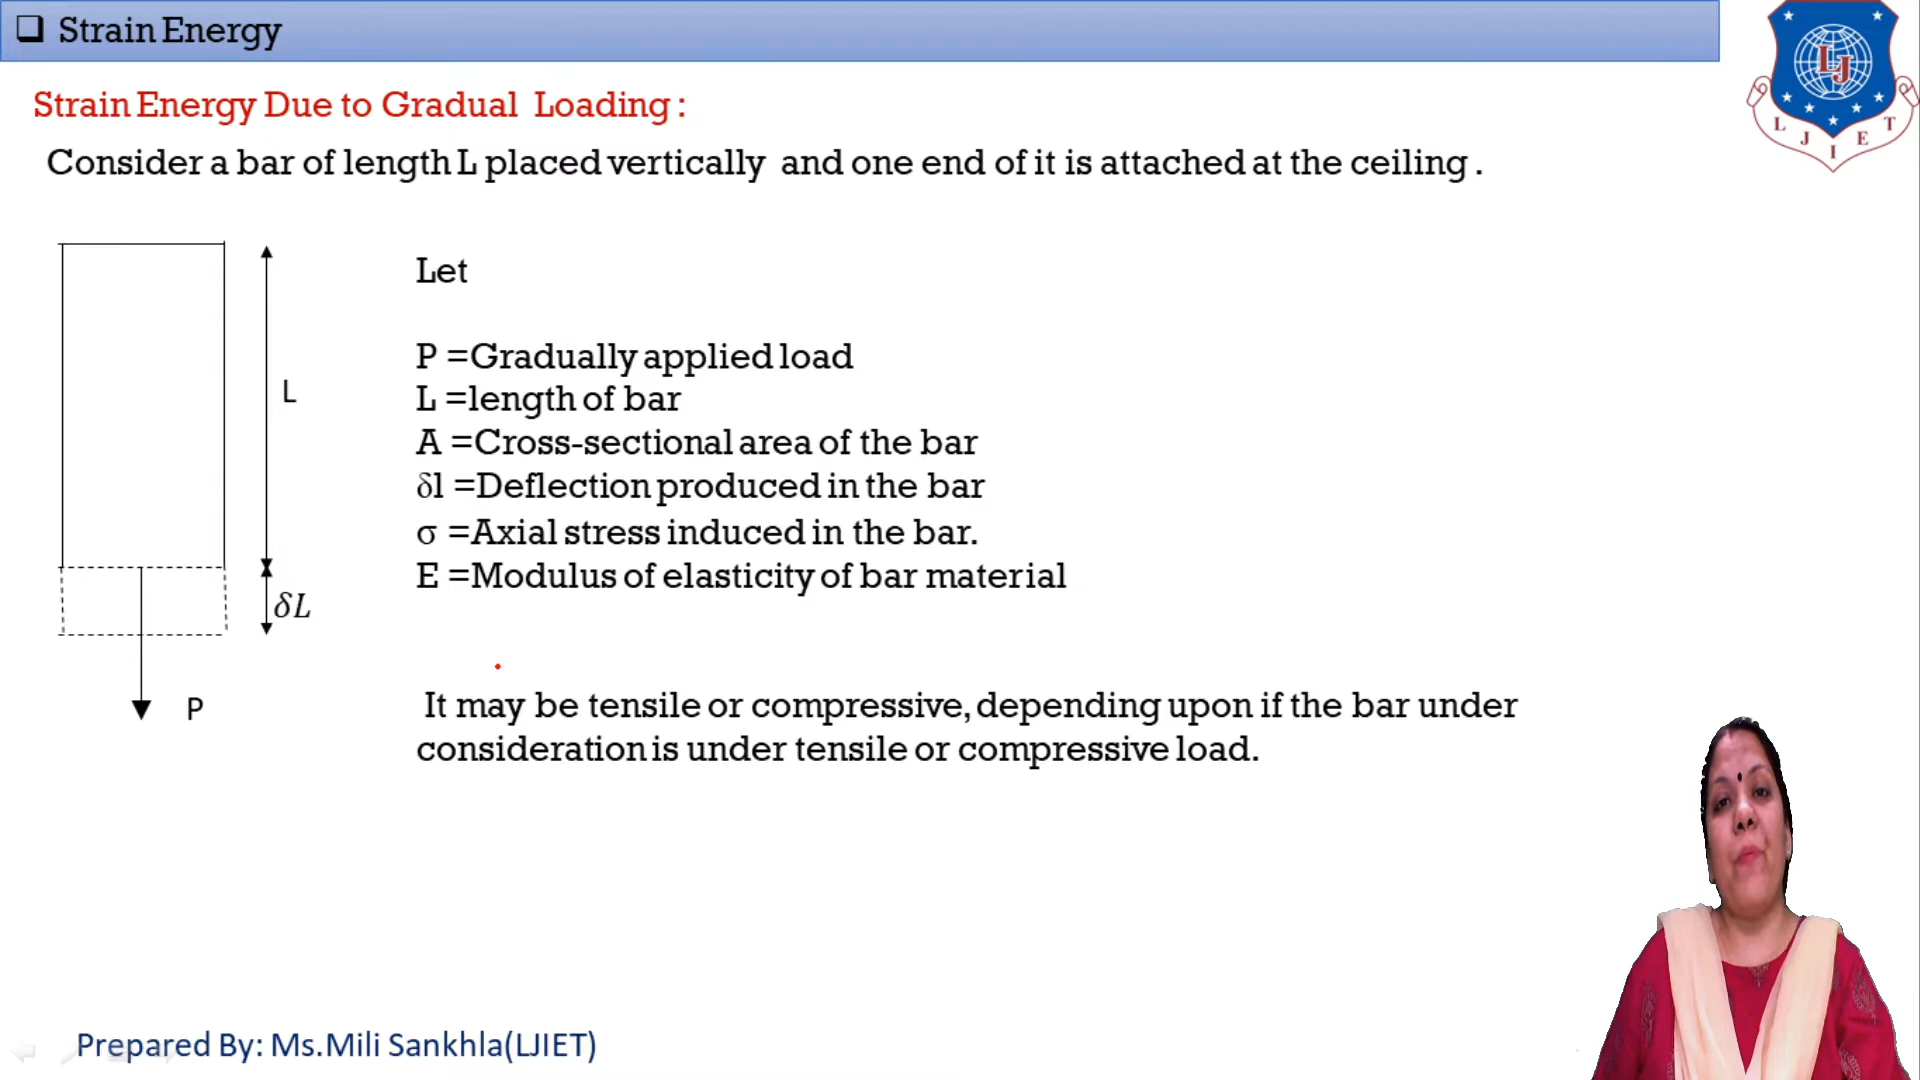 Strain Energy
Strain Energy Due to Gradual Loading :
Consider a bar of length L placed vertically and one end of it is attached at the ceiling .
Let
P =Gradually applied load
L =length of bar
A =Cross-sectional area of the bar
δl =Deflection produced in the bar
σ =Axial stress induced in the bar.
E =Modulus of elasticity of bar material
It may be tensile or compressive, depending upon if the bar under
consideration is under tensile or compressive load.
L
δL
P
Prepared By: Ms.Mili Sankhla(LJIET)
LJ
L J I E T